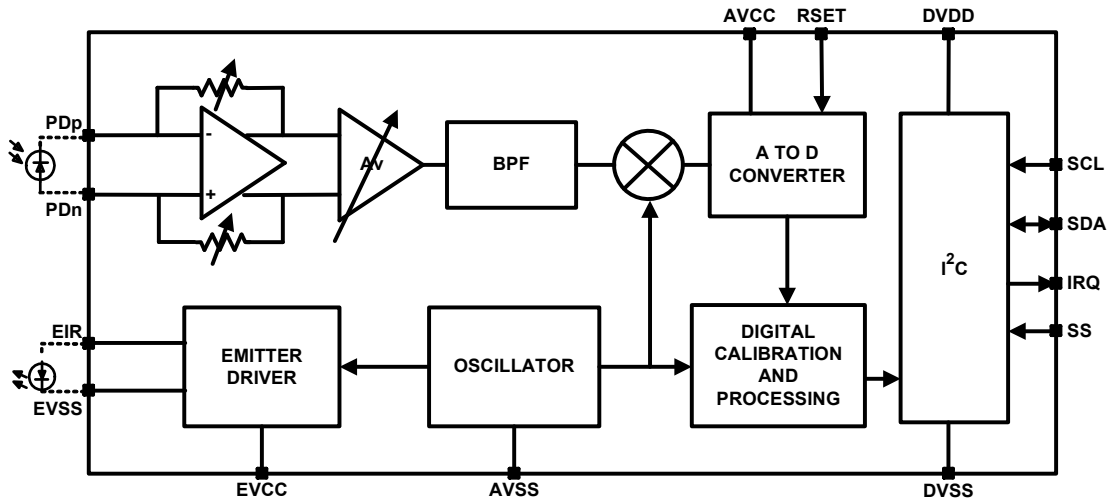 AVCC RSET DVDD
PDp
-
+
PDn
Av
BPF
A TO D
CONVERTER
I²C
SCL
SDA
IRQ
SS
EIR
EVSS
EMITTER
DRIVER
OSCILLATOR
DIGITAL
CALIBRATION
AND
PROCESSING
EVCC AVSS DVSS